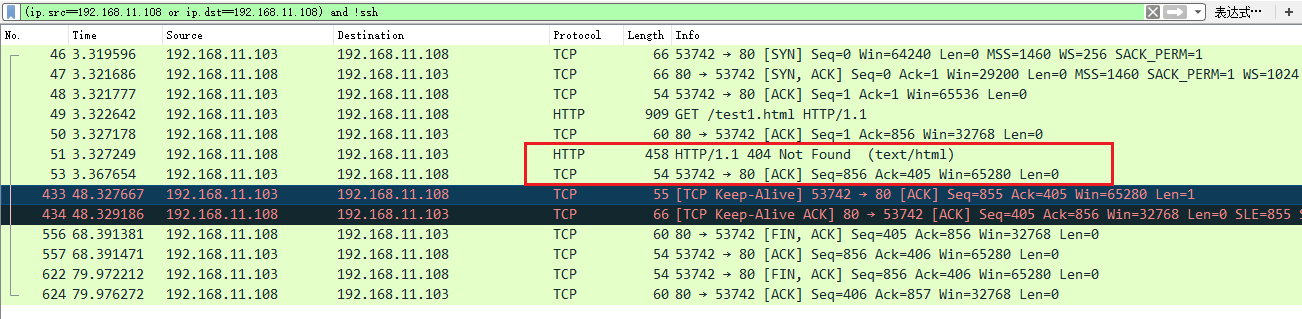 (ip.src==192.168.11.108 or ip.dst==192.168.11.108) and !ssh 表达式… +
No. Time Source Destination Protocol Length Info
46 3.319596 192.168.11.103 192.168.11.108 TCP 66 53742 → 80 [SYN] Seq=0 Win=64240 Len=0 MSS=1460 WS=256 SACK_PERM=1
47 3.321686 192.168.11.108 192.168.11.103 TCP 66 80 → 53742 [SYN, ACK] Seq=0 Ack=1 Win=29200 Len=0 MSS=1460 SACK_PERM=1 WS=1024
48 3.321777 192.168.11.103 192.168.11.108 TCP 54 53742 → 80 [ACK] Seq=1 Ack=1 Win=65536 Len=0
49 3.322642 192.168.11.103 192.168.11.108 HTTP 909 GET /test1.html HTTP/1.1
50 3.327178 192.168.11.108 192.168.11.103 TCP 60 80 → 53742 [ACK] Seq=1 Ack=856 Win=32768 Len=0
51 3.327249 192.168.11.108 192.168.11.103 HTTP 458 HTTP/1.1 404 Not Found (text/html)
53 3.367654 192.168.11.103 192.168.11.108 TCP 54 53742 → 80 [ACK] Seq=856 Ack=405 Win=65280 Len=0
433 48.327667 192.168.11.103 192.168.11.108 TCP 55 [TCP Keep-Alive] 53742 → 80 [ACK] Seq=855 Ack=405 Win=65280 Len=1
434 48.329186 192.168.11.108 192.168.11.103 TCP 66 [TCP Keep-Alive ACK] 80 → 53742 [ACK] Seq=405 Ack=856 Win=32768 Len=0 SLE=855 S
556 68.391381 192.168.11.108 192.168.11.103 TCP 60 80 → 53742 [FIN, ACK] Seq=405 Ack=856 Win=32768 Len=0
557 68.391471 192.168.11.103 192.168.11.108 TCP 54 53742 → 80 [ACK] Seq=856 Ack=406 Win=65280 Len=0
622 79.972212 192.168.11.103 192.168.11.108 TCP 54 53742 → 80 [FIN, ACK] Seq=856 Ack=406 Win=65280 Len=0
624 79.976272 192.168.11.108 192.168.11.103 TCP 60 80 → 53742 [ACK] Seq=406 Ack=857 Win=32768 Len=0